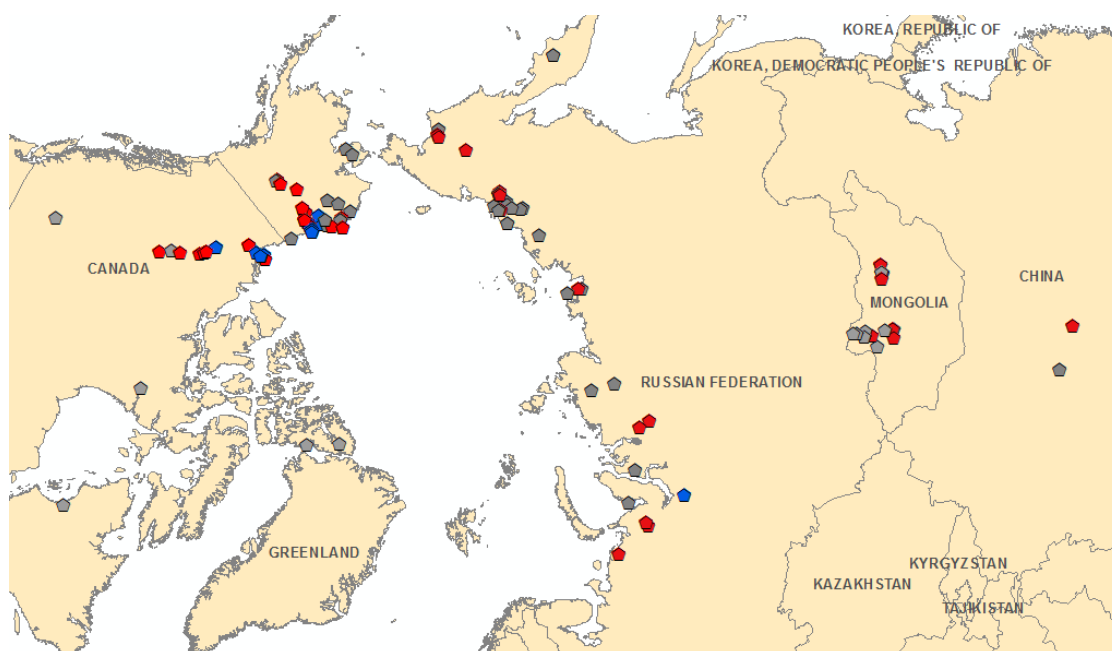 KOREA, REPUBLIC OF
KOREA, DEMOCRATIC PEOPLE'S REPUBLIC OF
CANADA
CHINA
MONGOLIA
RUSSIAN FEDERATION
GREENLAND
KYRGYZSTAN
KAZAKHSTAN
TAJIKISTAN